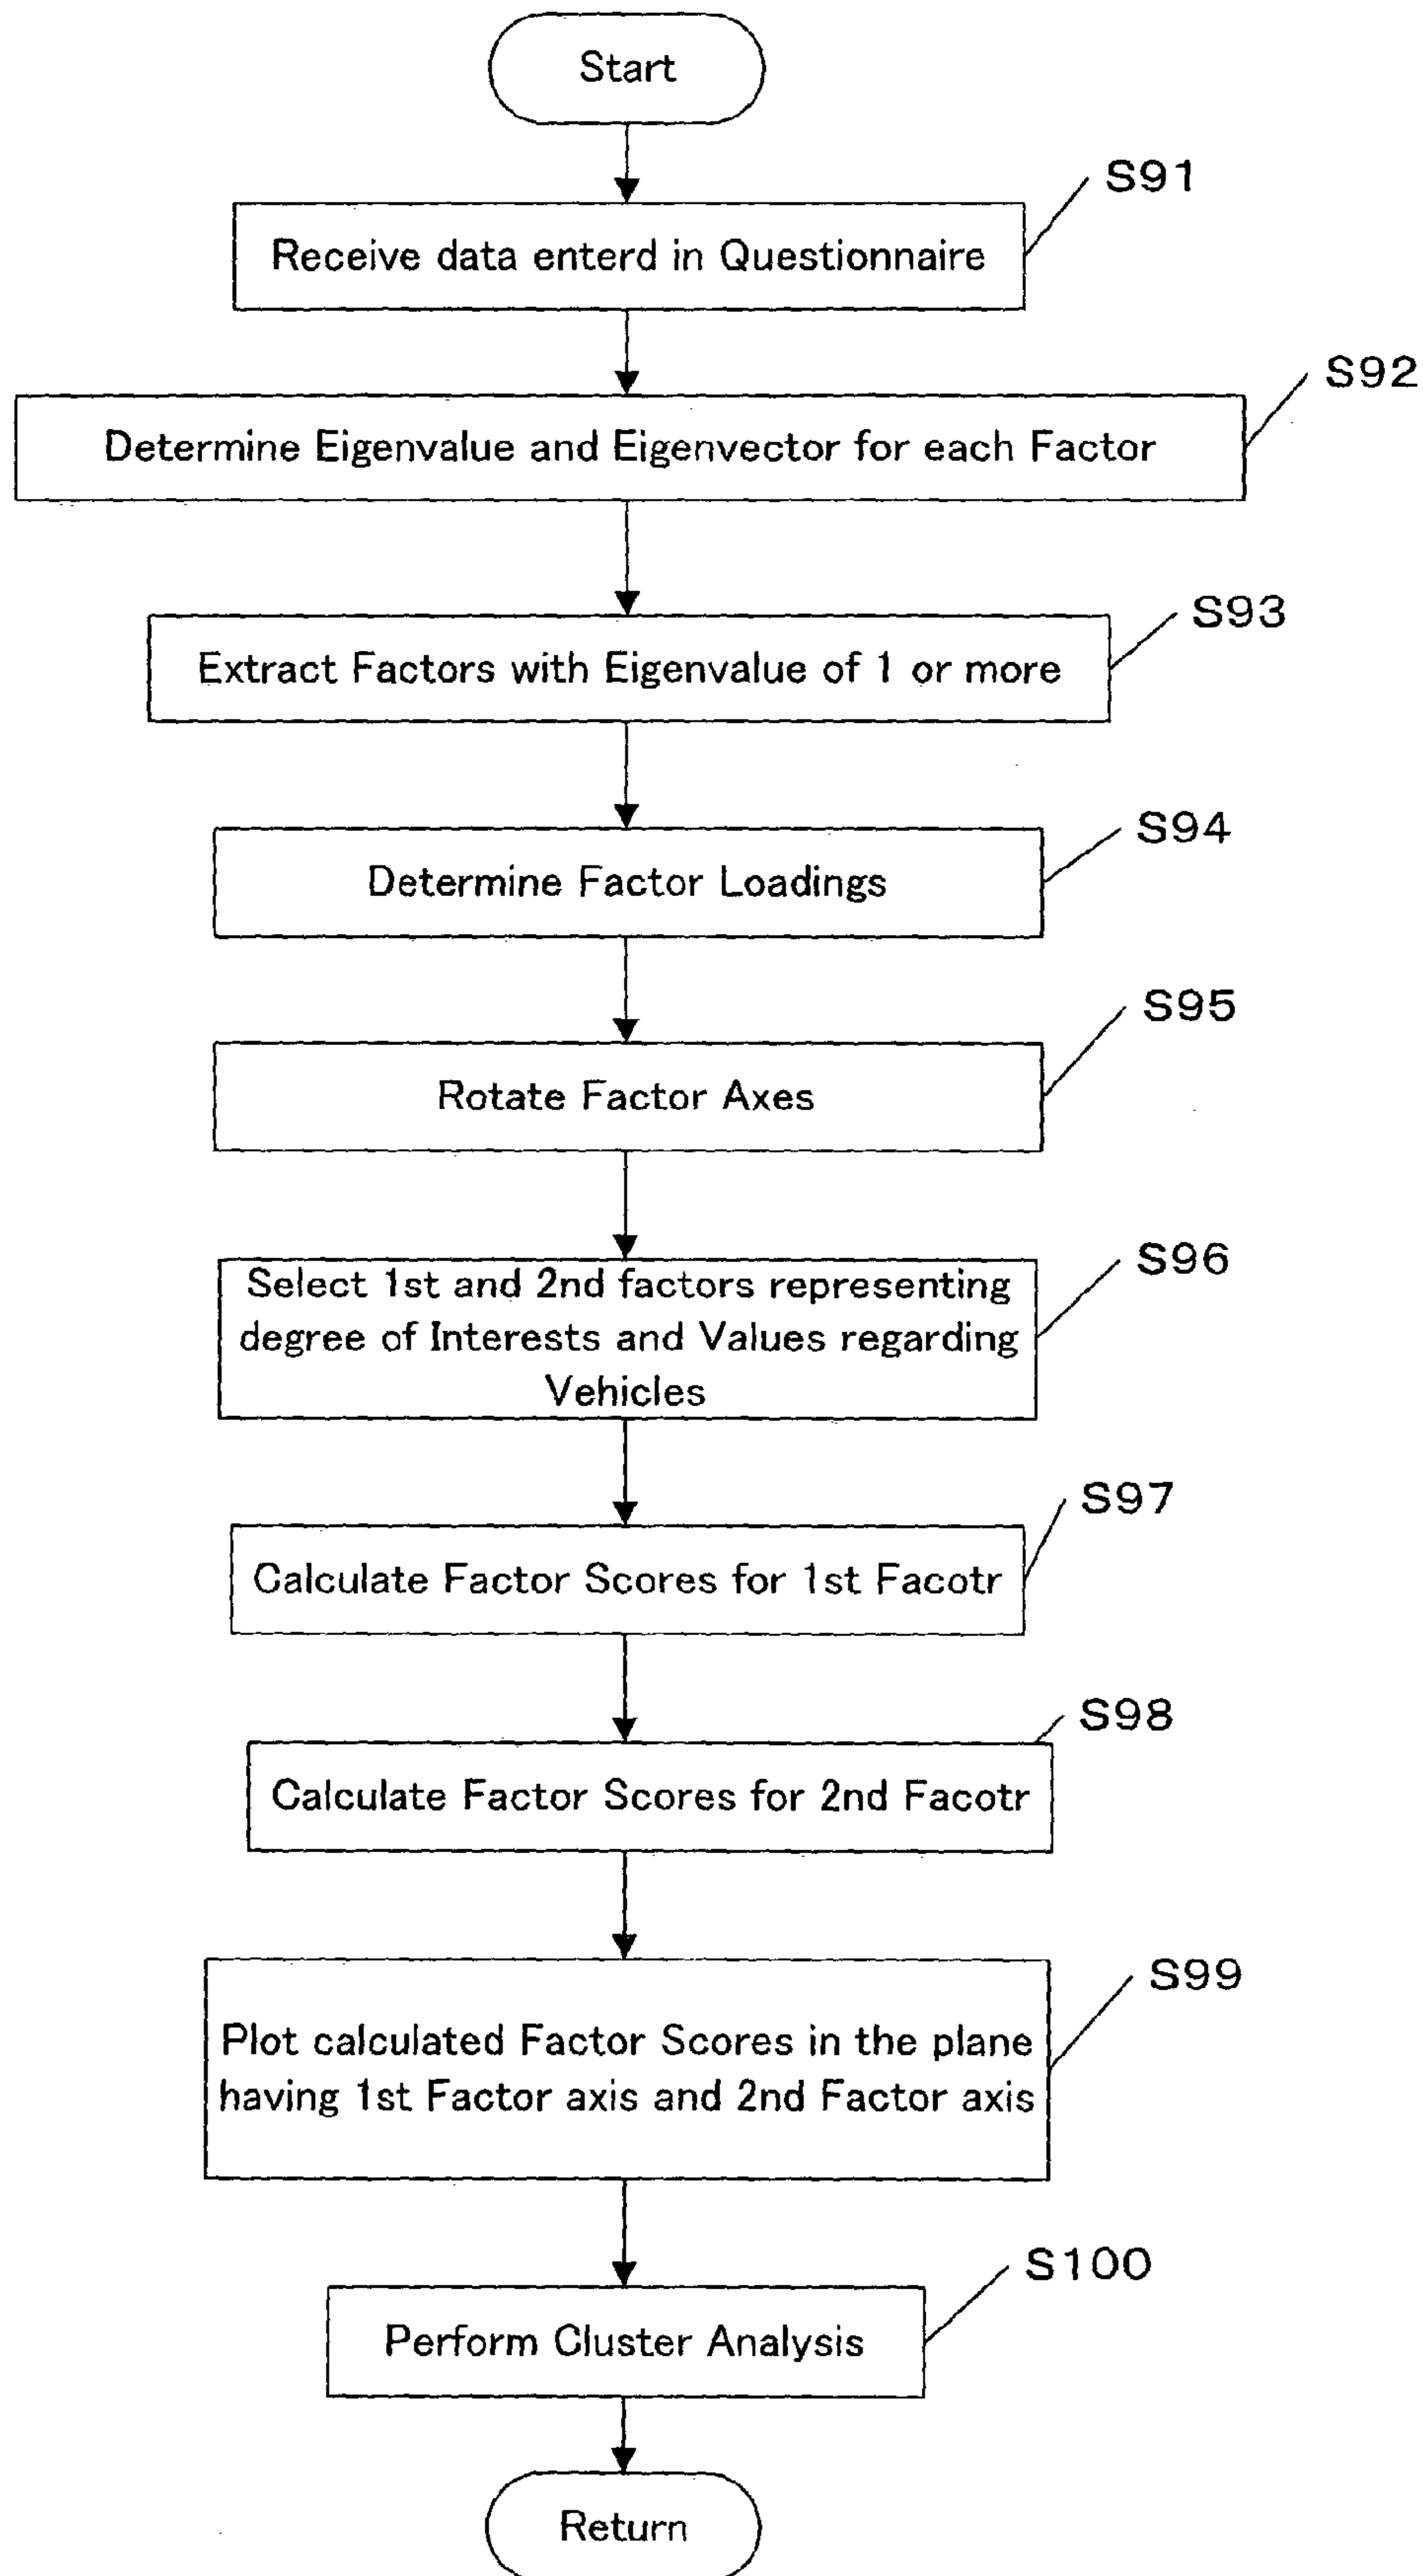 Start
S91
Receive data enterd in Questionnaire
S92
Determine Eigenvalue and Eigenvector for each Factor
S93
Extract Factors with Eigenvalue of 1 or more
S94
Determine Factor Loadings
S95
Rotate Factor Axes
S96
Select 1st and 2nd factors representing
degree of Interests and Values regarding
Vehicles
S97
Calculate Factor Scores for 1st Facotr
S98
Calculate Factor Scores for 2nd Facotr
S99
Plot calculated Factor Scores in the plane
having 1st Factor axis and 2nd Factor axis
S100
Perform Cluster Analysis
Return